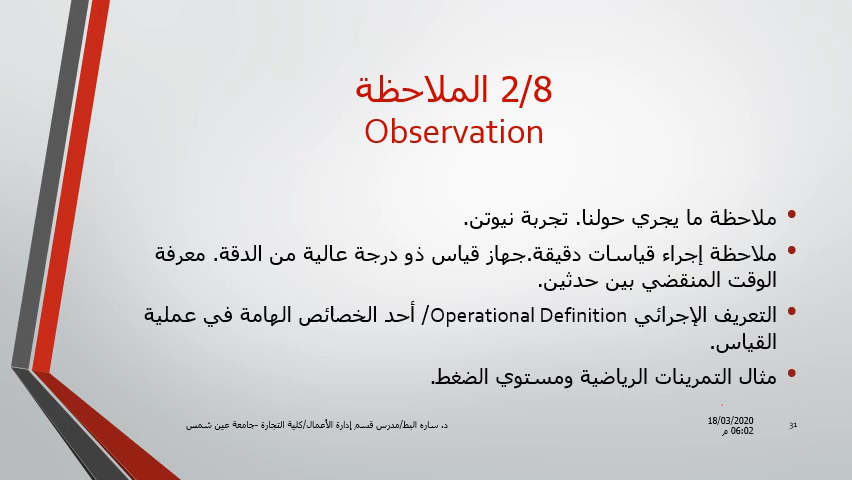 2/8 الملاحظة
Observation
• ملاحظة ما يجري حولنا. تجربة نيوتن.
• ملاحظة إجراء قياسات دقيقة.جهاز قياس ذو درجة عالية من الدقة. معرفة
الوقت المنقضي بين حدثين.
• التعريف الإجرائي Operational Definition/ أحد الخصائص الهامة في عملية
القياس.
• مثال التمرينات الرياضية ومستوي الضغط.
31
18/03/2020
06:02 م
د. ساره البط/مدرس قسم إدارة الأعمال/كلية التجارة -جامعة عين شمس